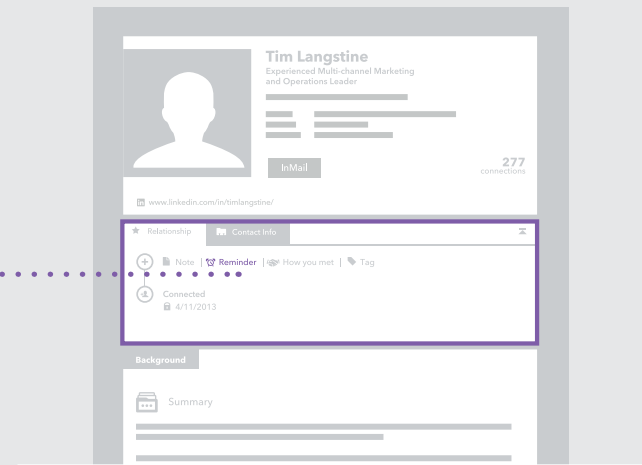 Tim Langstine
Experienced Multi-channel Marketing
and Operations Leader
InMail
277
connections
in www.linkedin.com/in/timlangstine/
Relationship Contact Info
Note | Reminder | How you met | Tag
Connected
4/11/2013
Background
Summary